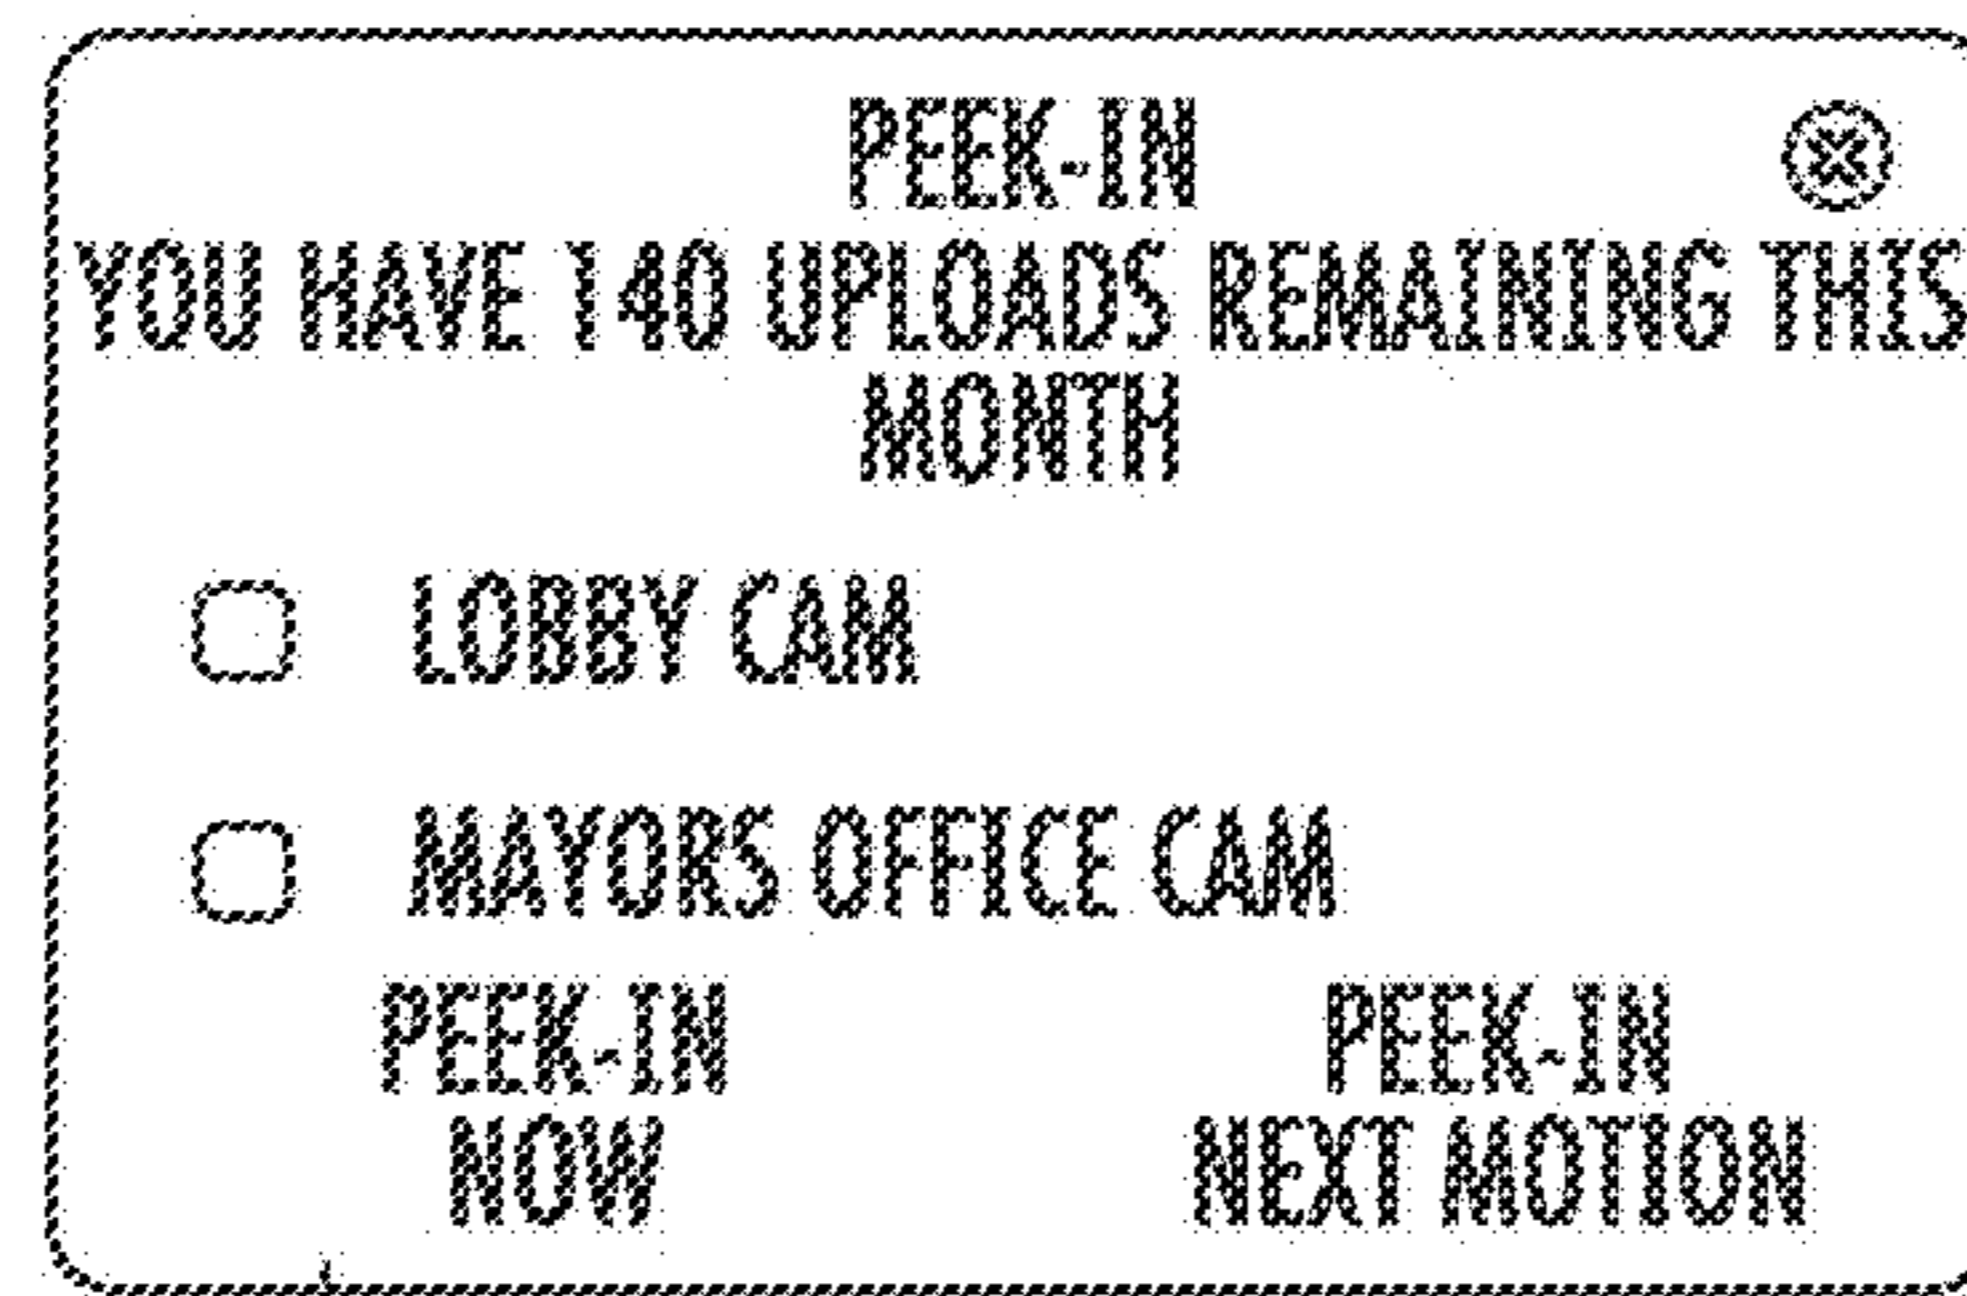 PEEK-IN
YOU HAVE 140 UPLOADS REMAINING THIS
MONTH
LOBBY CAM
MAYORS OFFICE CAM
PEEK-IN
NOW
PEEK-IN
NEXT MOTION